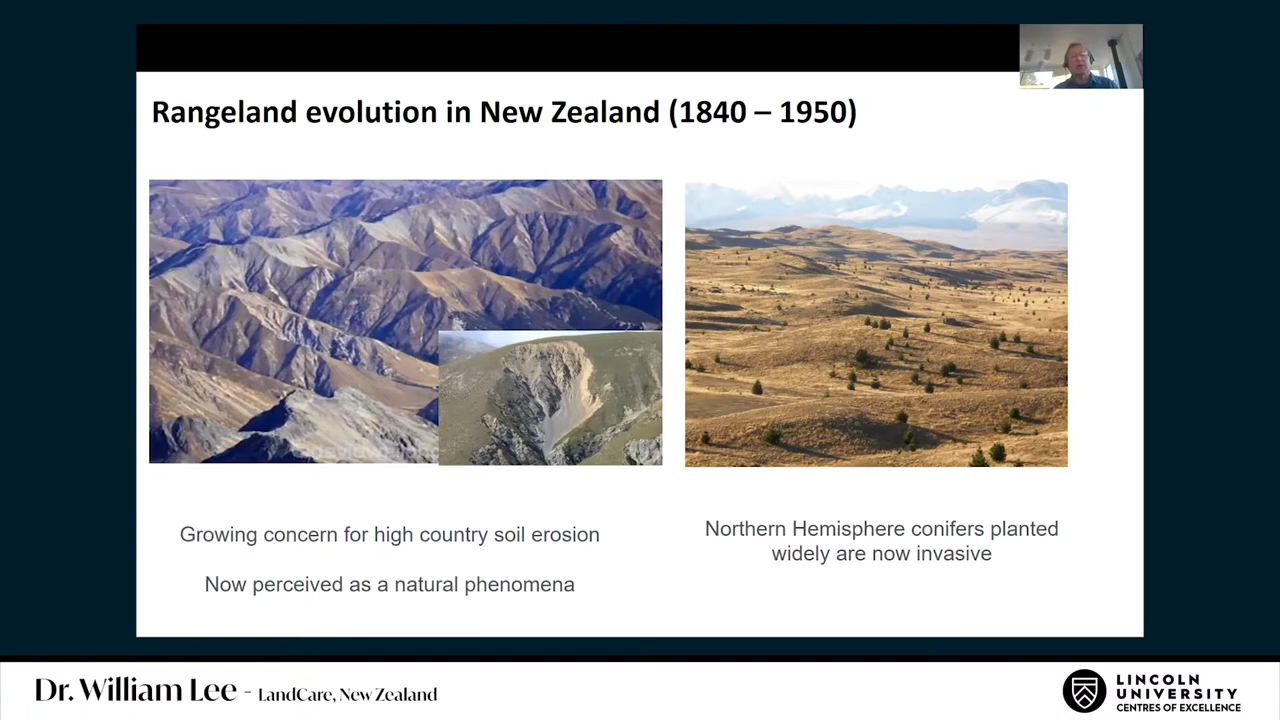 Rangeland evolution in New Zealand (1840 – 1950)
Growing concern for high country soil erosion
Now perceived as a natural phenomena
Northern Hemisphere conifers planted
widely are now invasive
Dr. William Lee - LandCare, New Zealand
LINCOLN
UNIVERSITY
CENTRES OF EXCELLENCE